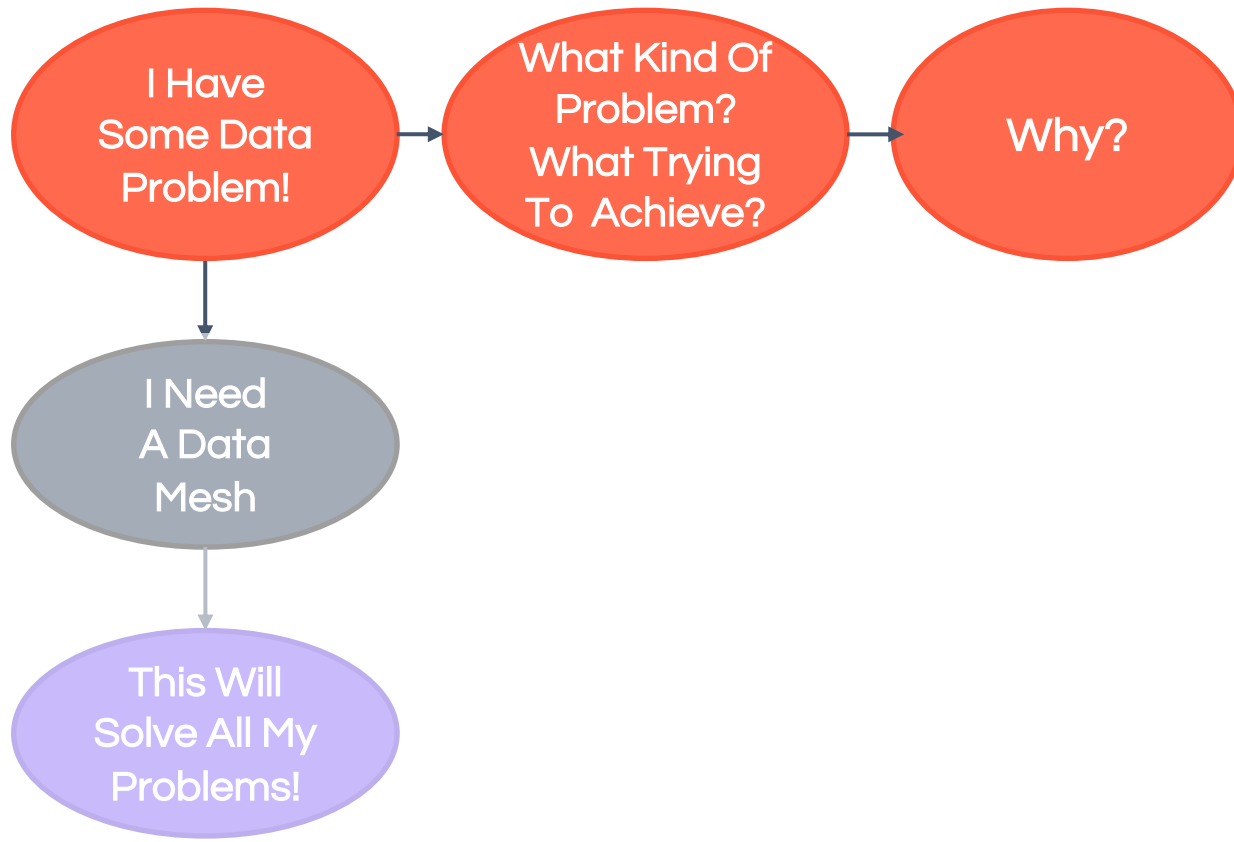 I Have
Some Data
Problem!
What Kind Of
Problem?
What Trying
To  Achieve?
Why?
I Need
A Data
Mesh
This Will
Solve All My
Problems!